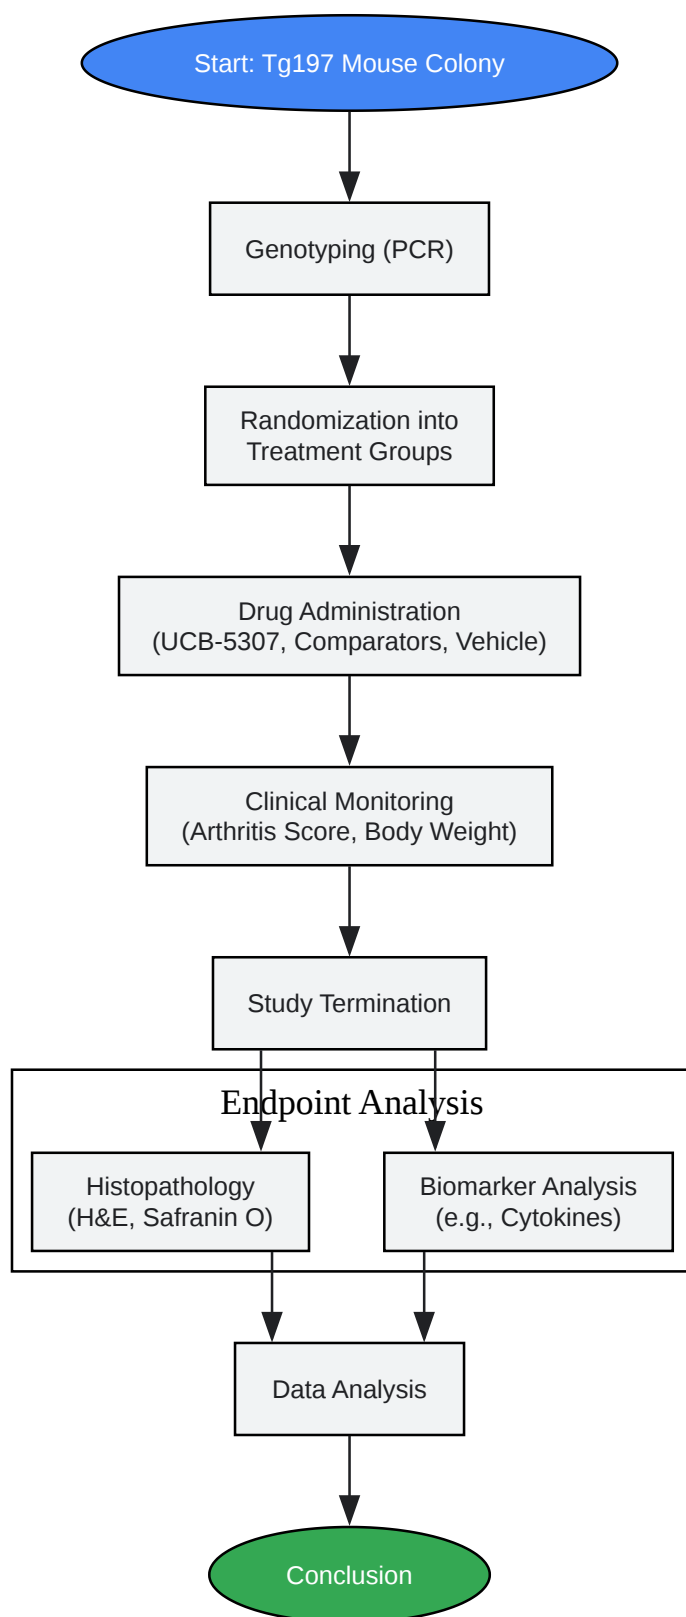 Start: Tg197 Mouse Colony
Genotyping (PCR)
Randomization into
Treatment Groups
Drug Administration
(UCB-5307, Comparators, Vehicle)
Clinical Monitoring
(Arthritis Score, Body Weight)
Study Termination
Endpoint Analysis
Histopathology
(H&E, Safranin O)
Biomarker Analysis
(e.g., Cytokines)
Data Analysis
Conclusion